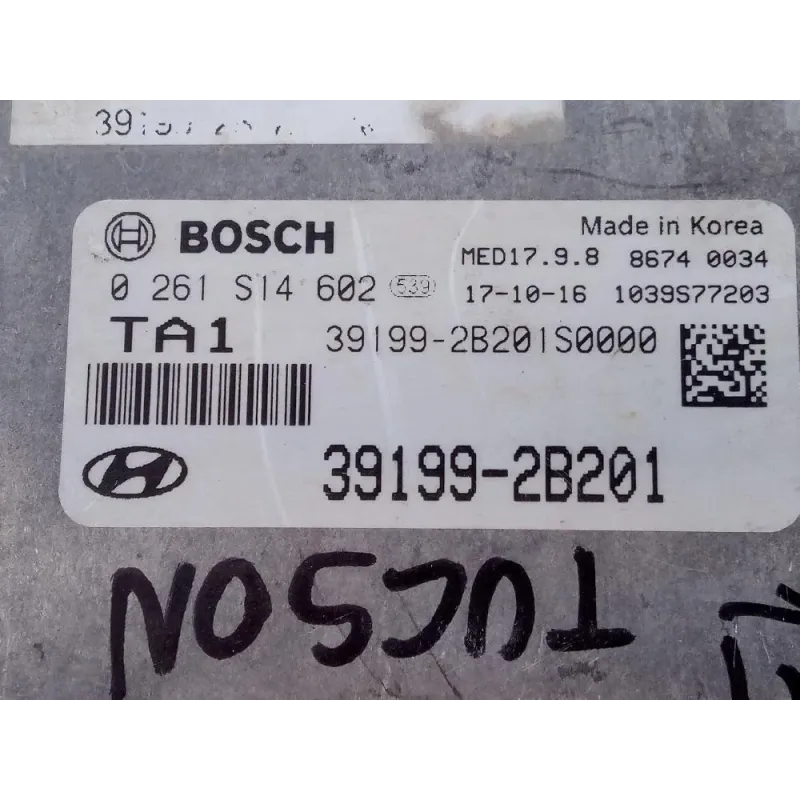 BOSCH
Made in Korea
MED17.9.8 8674 0034
0 261 S14 602 539
17-10-16 1039S77203
TA1 39199-2B201S0000
39199-2B201
TUCSON